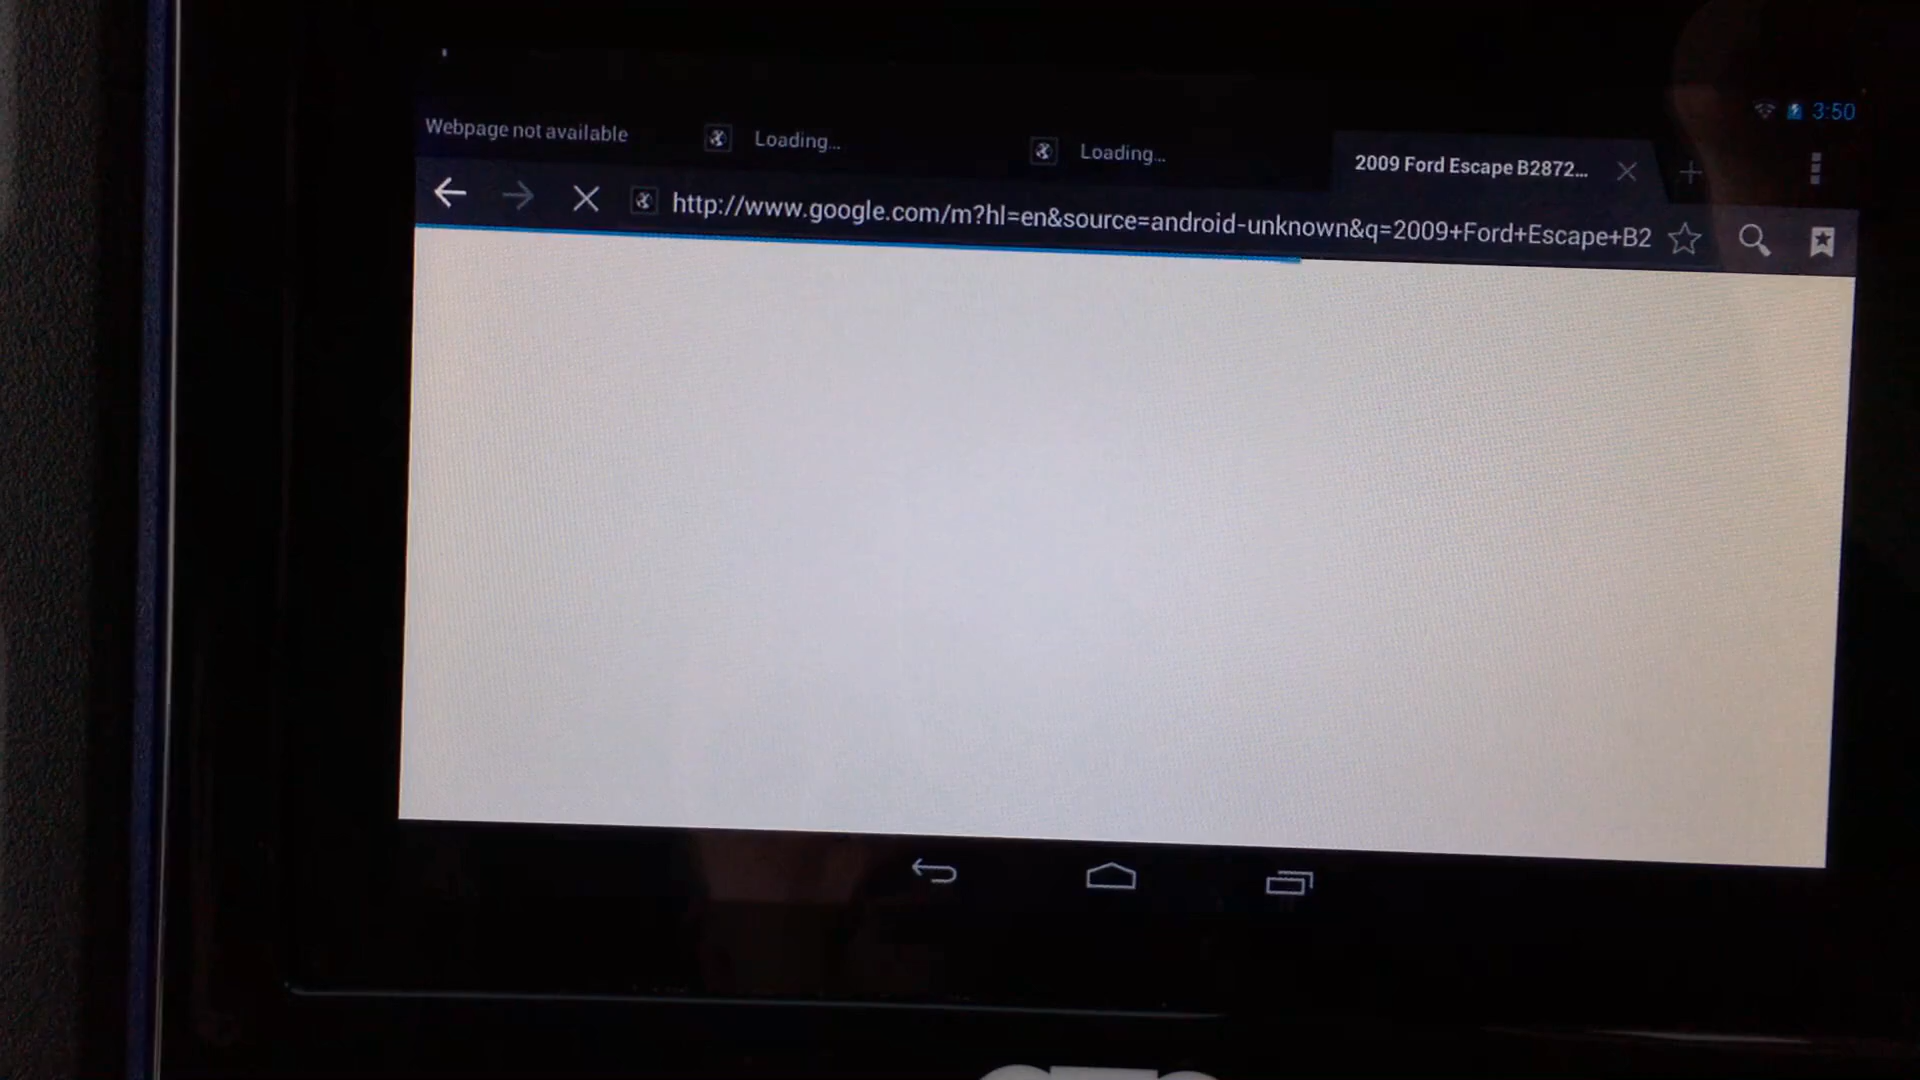 3:50
Webpage not available
Loading...
Loading...
2009 Ford Escape B2872...
http://www.google.com/m?hl=en&source=android-unknown&q=2009+Ford+Escape+B2